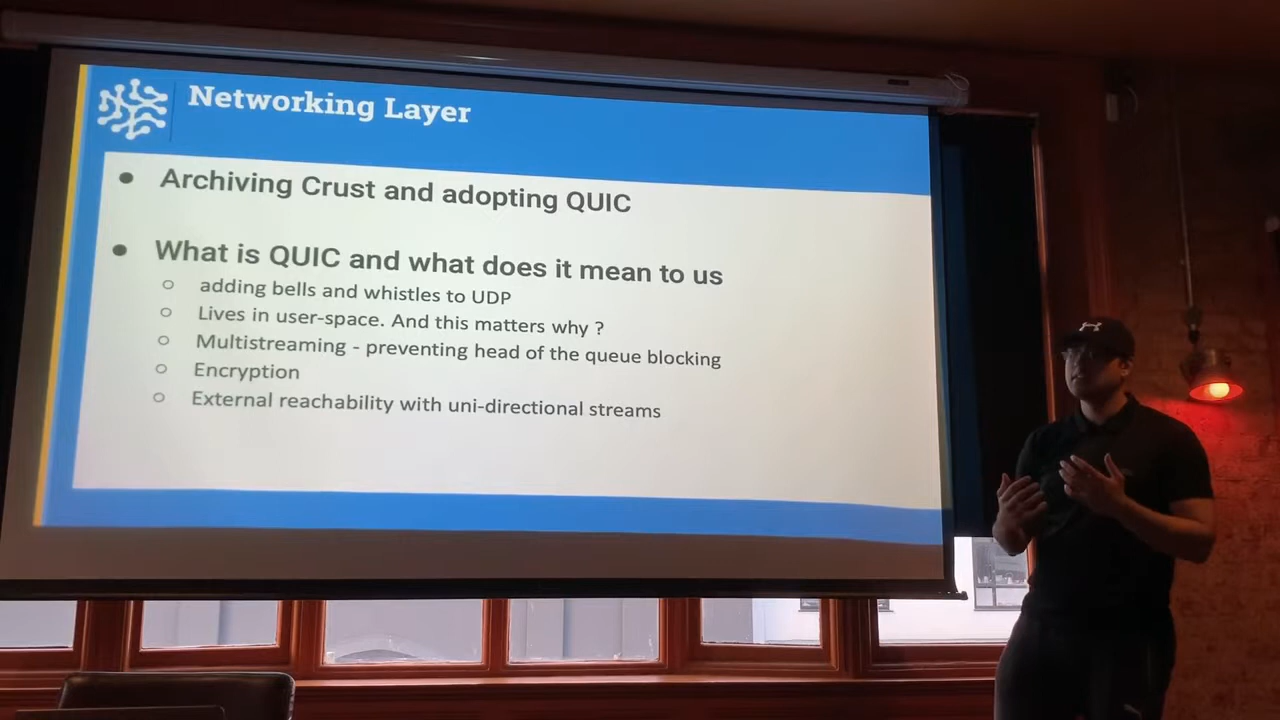 Networking Layer
Archiving Crust and adopting QUIC
What is QUIC and what does it mean to us
adding bells and whistles to UDP
Lives in user-space. And this matters why ?
Multistreaming - preventing head of the queue blocking
Encryption
External reachability with uni-directional streams